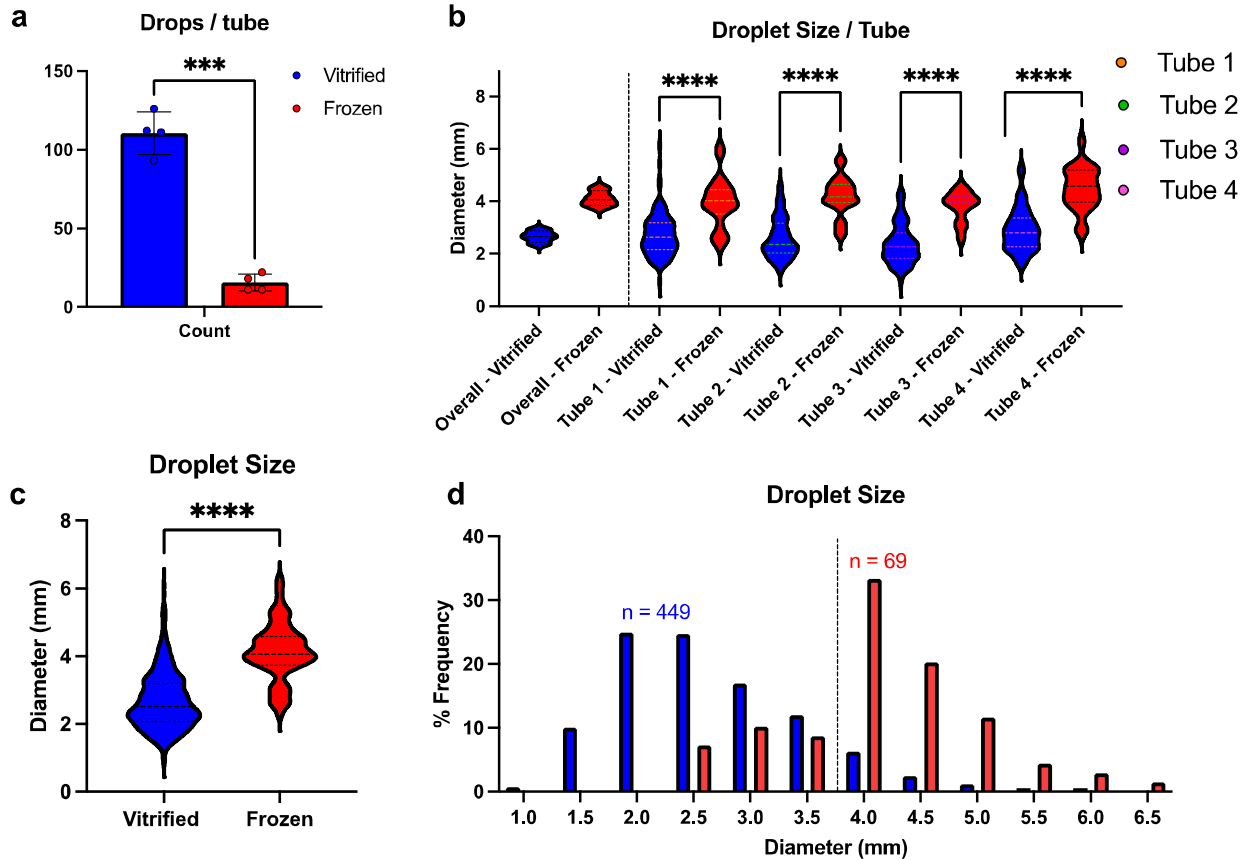 a
Drops / tube
150
100
50
0
***
Count
Vitrified
Frozen
b
Droplet Size / Tube
Diameter (mm)
8
6
4
2
0
****
****
****
****
Overall - Vitrified
Overall - Frozen
Tube 1 - Vitrified
Tube 1 - Frozen
Tube 2 - Vitrified
Tube 2 - Frozen
Tube 3 - Vitrified
Tube 3 - Frozen
Tube 4 - Vitrified
Tube 4 - Frozen
Tube 1
Tube 2
Tube 3
Tube 4
c
Droplet Size
Diameter (mm)
8
6
4
2
0
****
Vitrified
Frozen
d
Droplet Size
% Frequency
40
30
20
10
0
n = 449
n = 69
1.0 1.5 2.0 2.5 3.0 3.5 4.0 4.5 5.0 5.5 6.0 6.5
Diameter (mm)